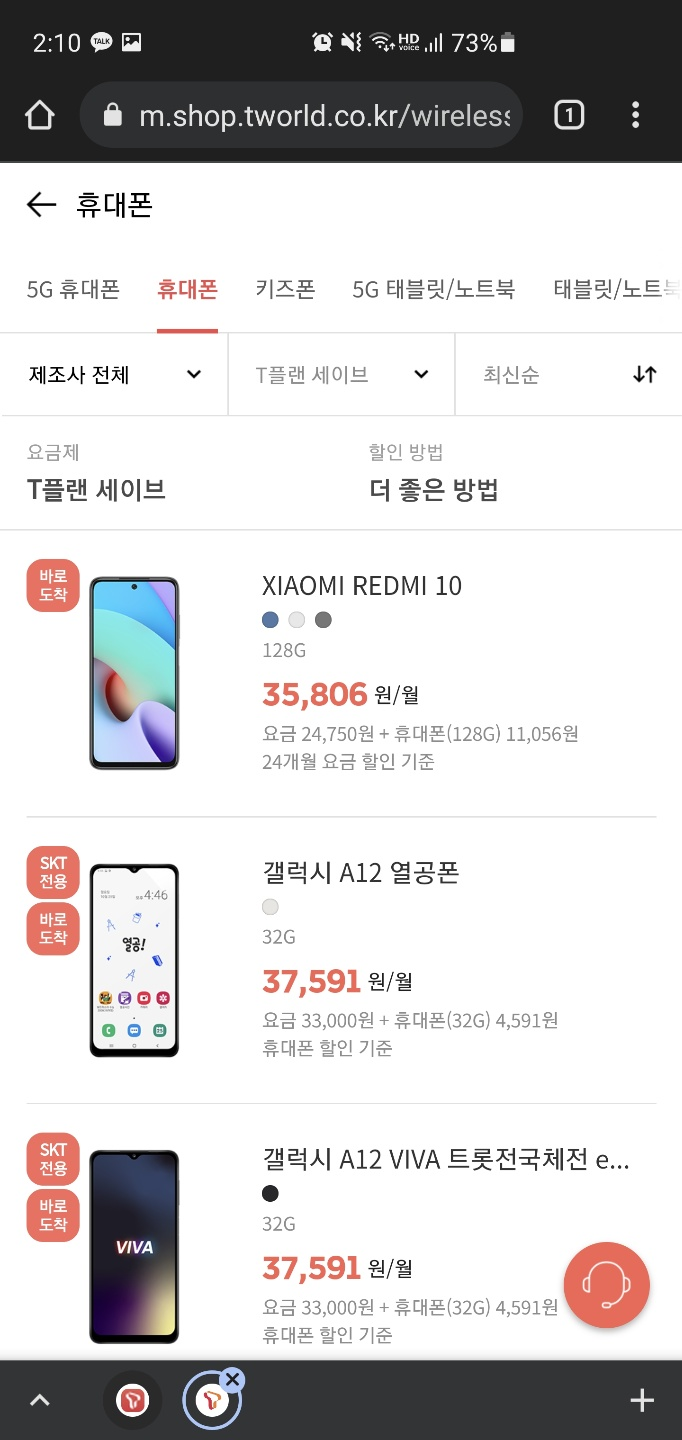 2:10 TALK HD voice 73%
m.shop.tworld.co.kr/wireless 1
휴대폰
5G 휴대폰 휴대폰 키즈폰 5G 태블릿/노트북 태블릿/노트북
제조사 전체 T플랜 세이브 최신순
요금제 할인 방법
T플랜 세이브 더 좋은 방법
바로
도착
XIAOMI REDMI 10
128G
35,806 원/월
요금 24,750원 + 휴대폰(128G) 11,056원
24개월 요금 할인 기준
SKT
전용
바로
도착
4:46
열공!
갤럭시 A12 열공폰
32G
37,591 원/월
요금 33,000원 + 휴대폰(32G) 4,591원
휴대폰 할인 기준
SKT
전용
바로
도착
VIVA
갤럭시 A12 VIVA 트롯전국체전 e...
32G
37,591 원/월
요금 33,000원 + 휴대폰(32G) 4,591원
휴대폰 할인 기준